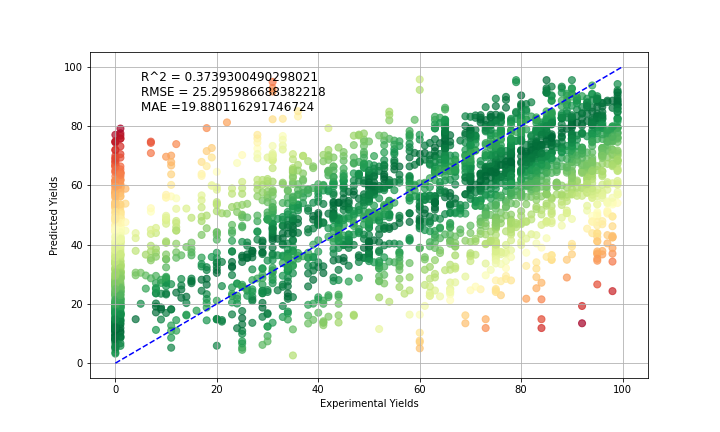 R^2 = 0.3739300490298021
RMSE = 25.295986688382218
MAE =19.880116291746724
100
80
60
40
20
0
Predicted Yields
0 20 40 60 80 100
Experimental Yields